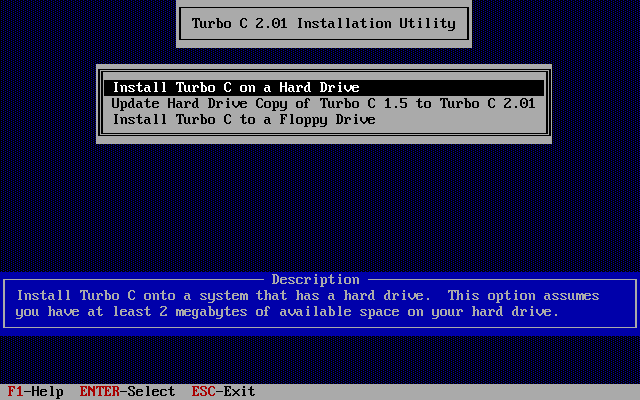 Turbo C 2.01 Installation Utility
Install Turbo C on a Hard Drive
Update Hard Drive Copy of Turbo C 1.5 to Turbo C 2.01
Install Turbo C to a Floppy Drive
Description
Install Turbo C onto a system that has a hard drive.  This option assumes
you have at least 2 megabytes of available space on your hard drive.
F1-Help  ENTER-Select  ESC-Exit